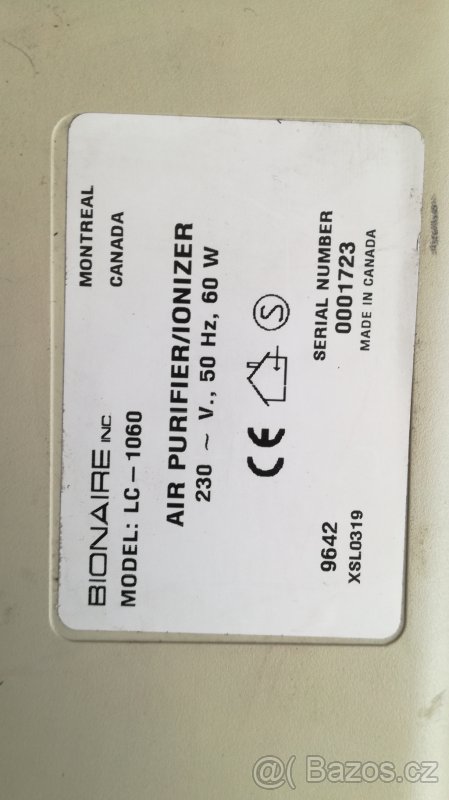 BIONAIRE INC.
MONTREAL
MODEL: LC-1060
CANADA
AIR PURIFIER/IONIZER
230 ~ V., 50 Hz, 60 W
CE
S
9642
SERIAL NUMBER
XSL0319
0001723
MADE IN CANADA
@( Bazos.cz